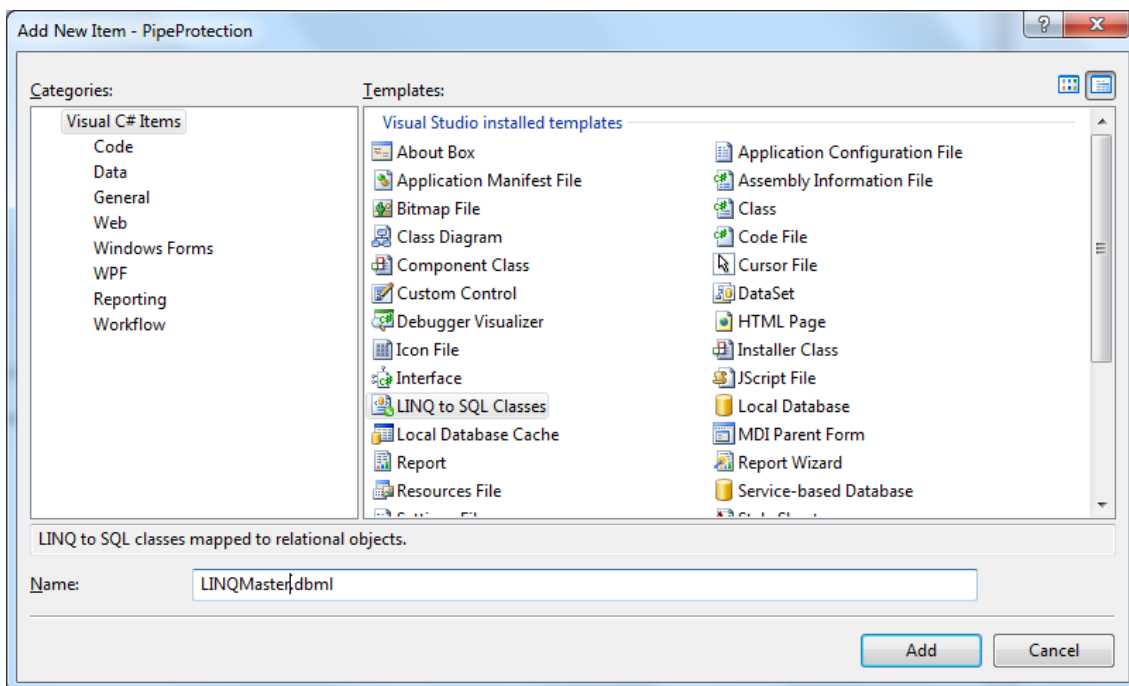 Add New Item - PipeProtection
Categories:
Templates:
Visual C# Items
Code
Data
General
Web
Windows Forms
WPF
Reporting
Workflow
Visual Studio installed templates
About Box
Application Configuration File
Application Manifest File
Assembly Information File
Bitmap File
Class
Class Diagram
Code File
Component Class
Cursor File
Custom Control
DataSet
Debugger Visualizer
HTML Page
Icon File
Installer Class
Interface
JScript File
LINQ to SQL Classes
Local Database
Local Database Cache
MDI Parent Form
Report
Report Wizard
Resources File
Service-based Database
LINQ to SQL classes mapped to relational objects.
Name:
LINQMaster.dbml
Add
Cancel